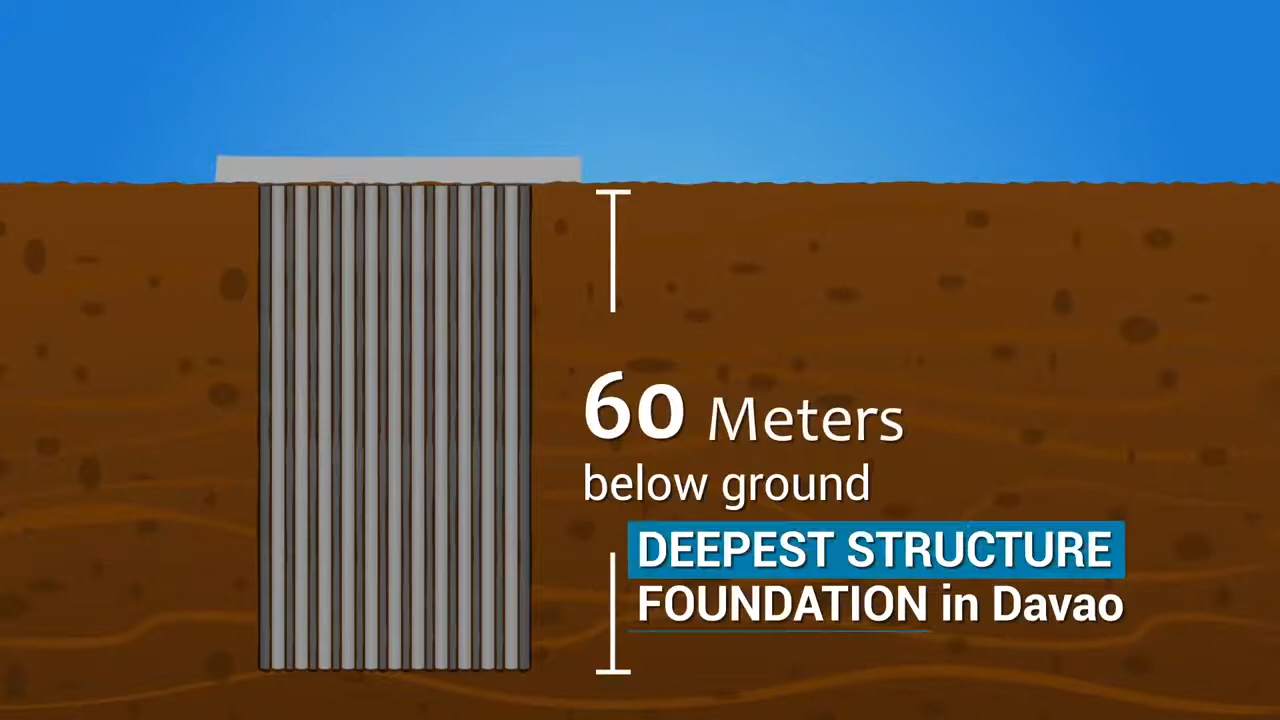 60 Meters
below ground
DEEPEST STRUCTURE
FOUNDATION in Davao